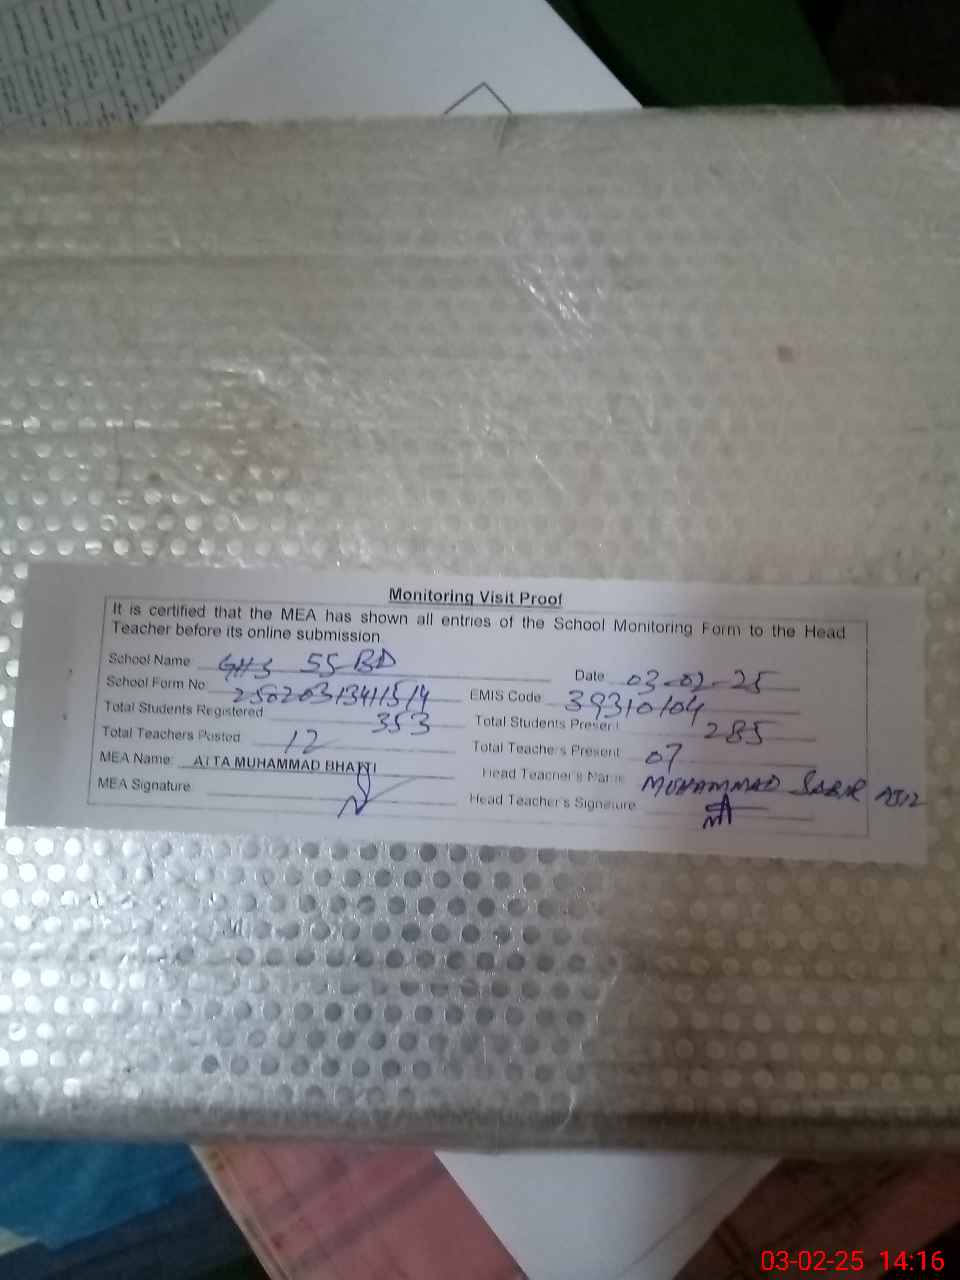 Monitoring Visit Proof
It is certified that the MEA has shown all entries of the School Monitoring Form to the Head
Teacher before its online submission
School Name GHS 55-BD Date 03-02-25
School Form No 250203134111514 EMIS Code 39310104
Total Students Registered 353 Total Students Present 285
Total Teachers Posted 12 Total Teachers Present 07
MEA Name: ATTA MUHAMMAD BHATTI Head Teacher's Name MUHAMMAD SABIR
MEA Signature Head Teacher's Signature
03-02-25 14:16